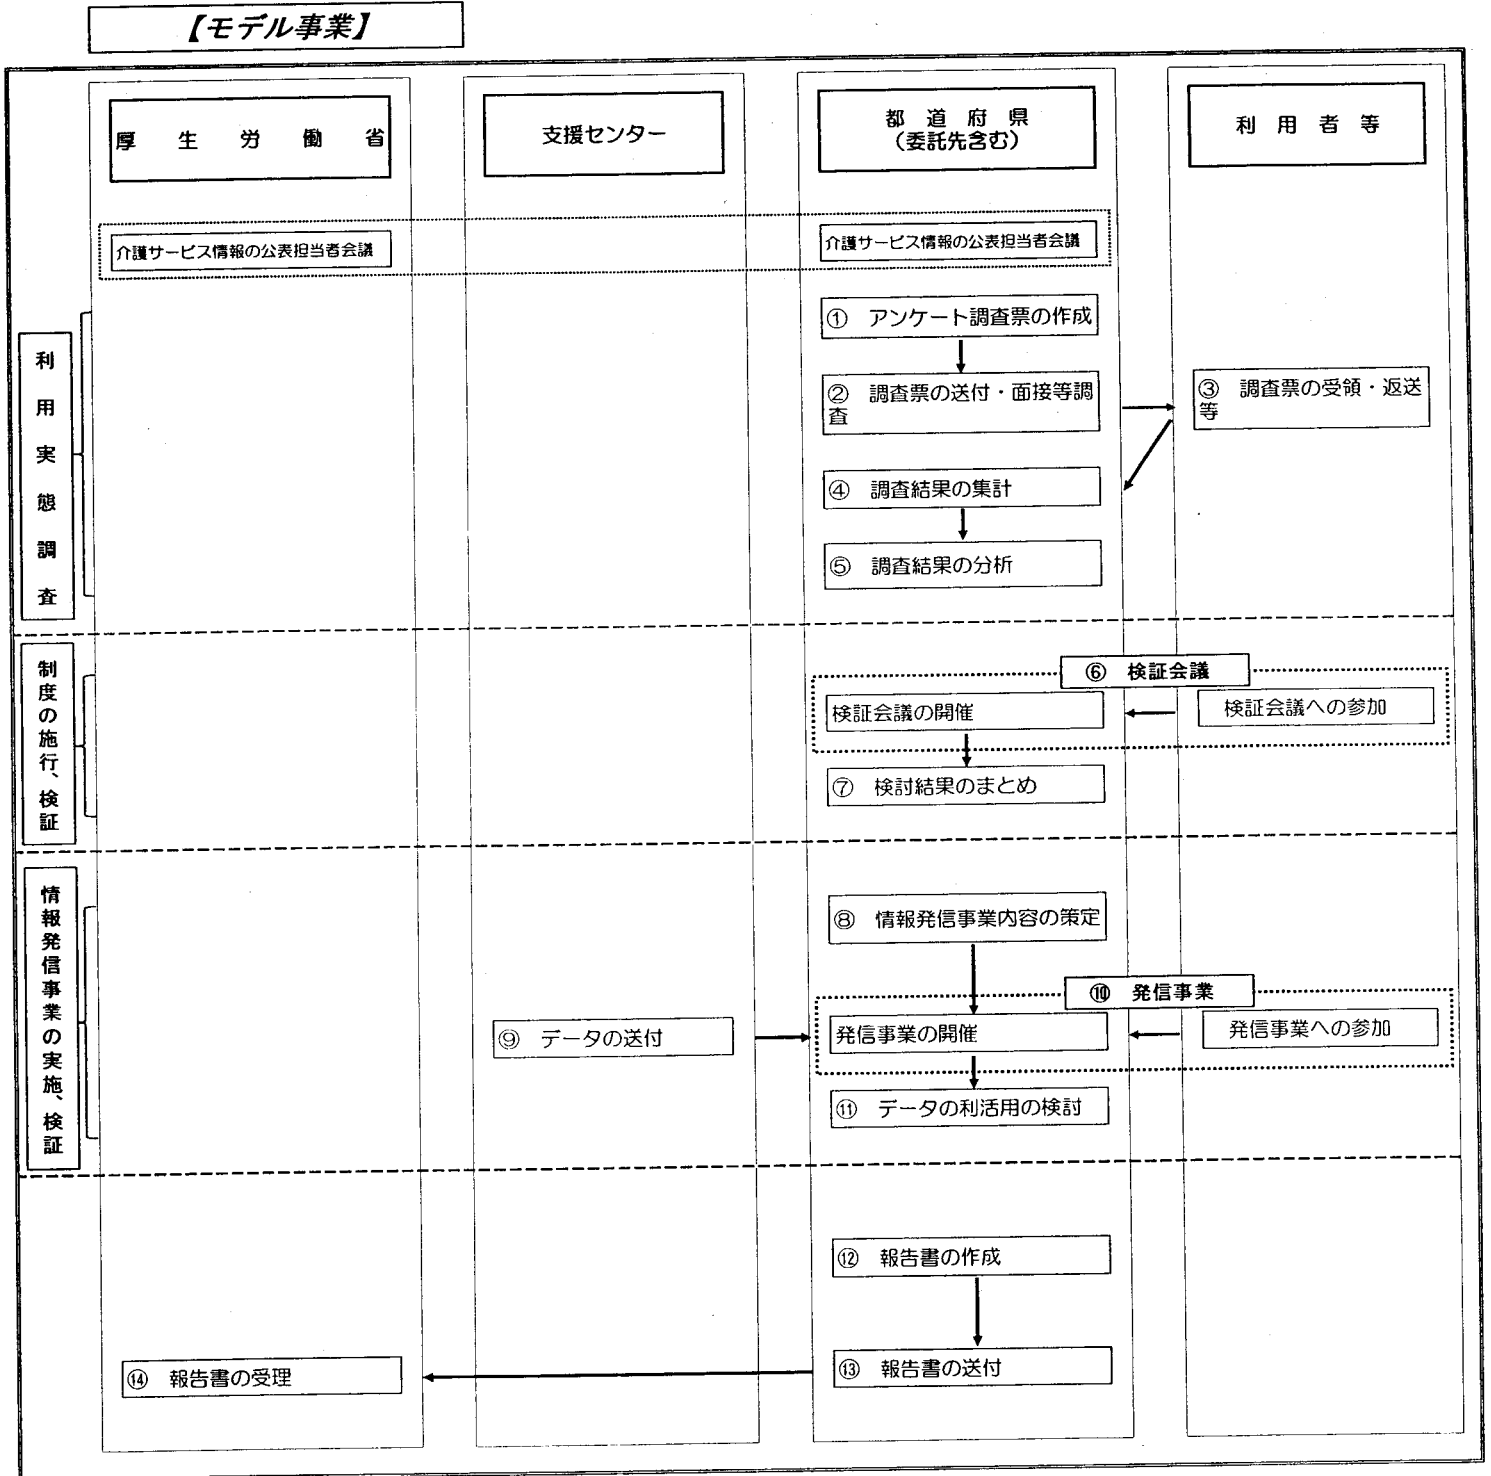 【モデル事業】
厚生労働省
支援センター
都道府県
（委託先含む）
利用者等
介護サービス情報の公表担当者会議
介護サービス情報の公表担当者会議
利用実態調査
① アンケート調査票の作成
② 調査票の送付・面接等調
査
③ 調査票の受領・返送
等
④ 調査結果の集計
⑤ 調査結果の分析
制度の施行、検証
⑥ 検証会議
検証会議の開催
検証会議への参加
⑦ 検討結果のまとめ
情報発信事業の実施、検証
⑧ 情報発信事業内容の策定
⑩ 発信事業
⑨ データの送付
発信事業の開催
発信事業への参加
⑪ データの利活用の検討
⑫ 報告書の作成
⑬ 報告書の送付
⑭ 報告書の受理